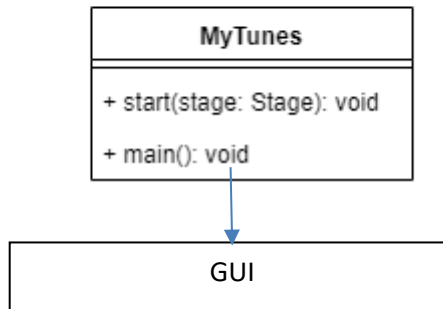 MyTunes
+ start(stage: Stage): void
+ main(): void
GUI